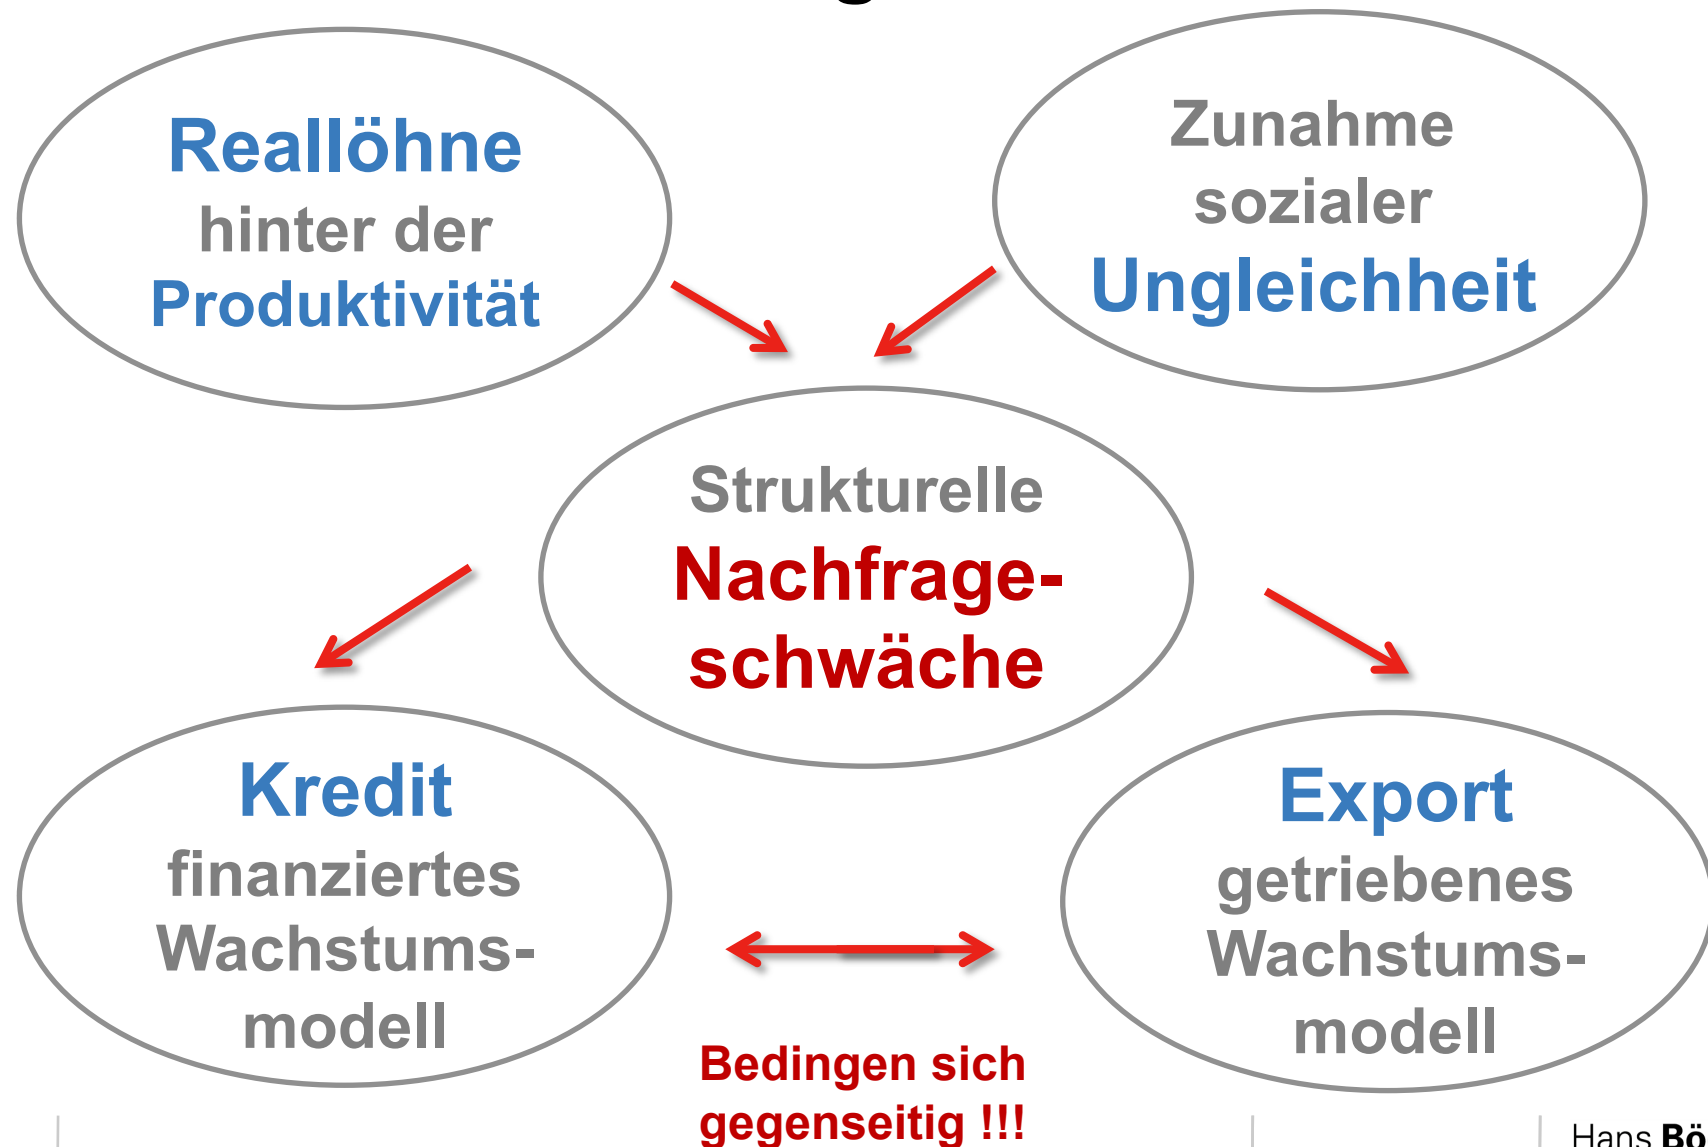 Reallöhne
hinter der
Produktivität
Zunahme
sozialer
Ungleichheit
Strukturelle
Nachfrage-
schwäche
Kredit
finanziertes
Wachstums-
modell
Export
getriebenes
Wachstums-
modell
Bedingen sich
gegenseitig !!!
Hans